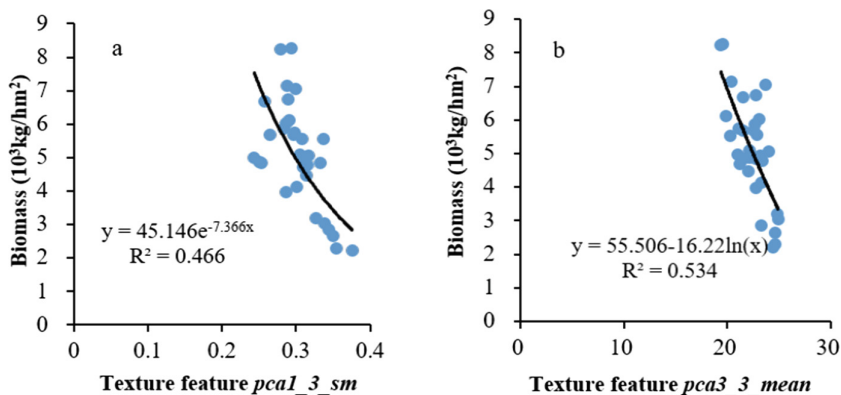 a
Biomass (10³kg/hm²)
9
8
7
6
5
4
3
2
1
0
y = 45.146e^-7.366x
R² = 0.466
0 0.1 0.2 0.3 0.4
Texture feature pca1_3_sm
b
Biomass (10³kg/hm²)
9
8
7
6
5
4
3
2
1
0
y = 55.506-16.22ln(x)
R² = 0.534
0 10 20 30
Texture feature pca3_3_mean